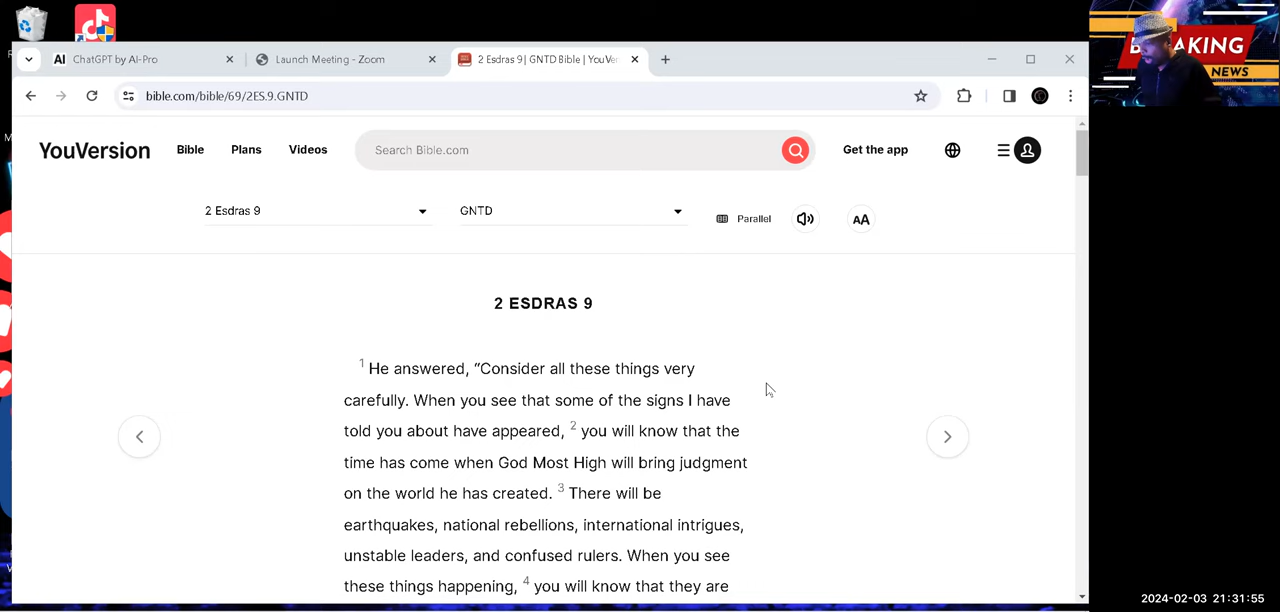 ChatGPT by AI-Pro
Launch Meeting - Zoom
2 Esdras 9 | GNTD Bible | YouVer
bible.com/bible/69/2ES.9.GNTD
BREAKING
NEWS
YouVersion
Bible
Plans
Videos
Search Bible.com
Get the app
2 Esdras 9
GNTD
Parallel
AA
2 ESDRAS 9
1 He answered, “Consider all these things very
carefully. When you see that some of the signs I have
told you about have appeared, 2 you will know that the
time has come when God Most High will bring judgment
on the world he has created. 3 There will be
earthquakes, national rebellions, international intrigues,
unstable leaders, and confused rulers. When you see
these things happening, 4 you will know that they are
2024-02-03 21:31:55